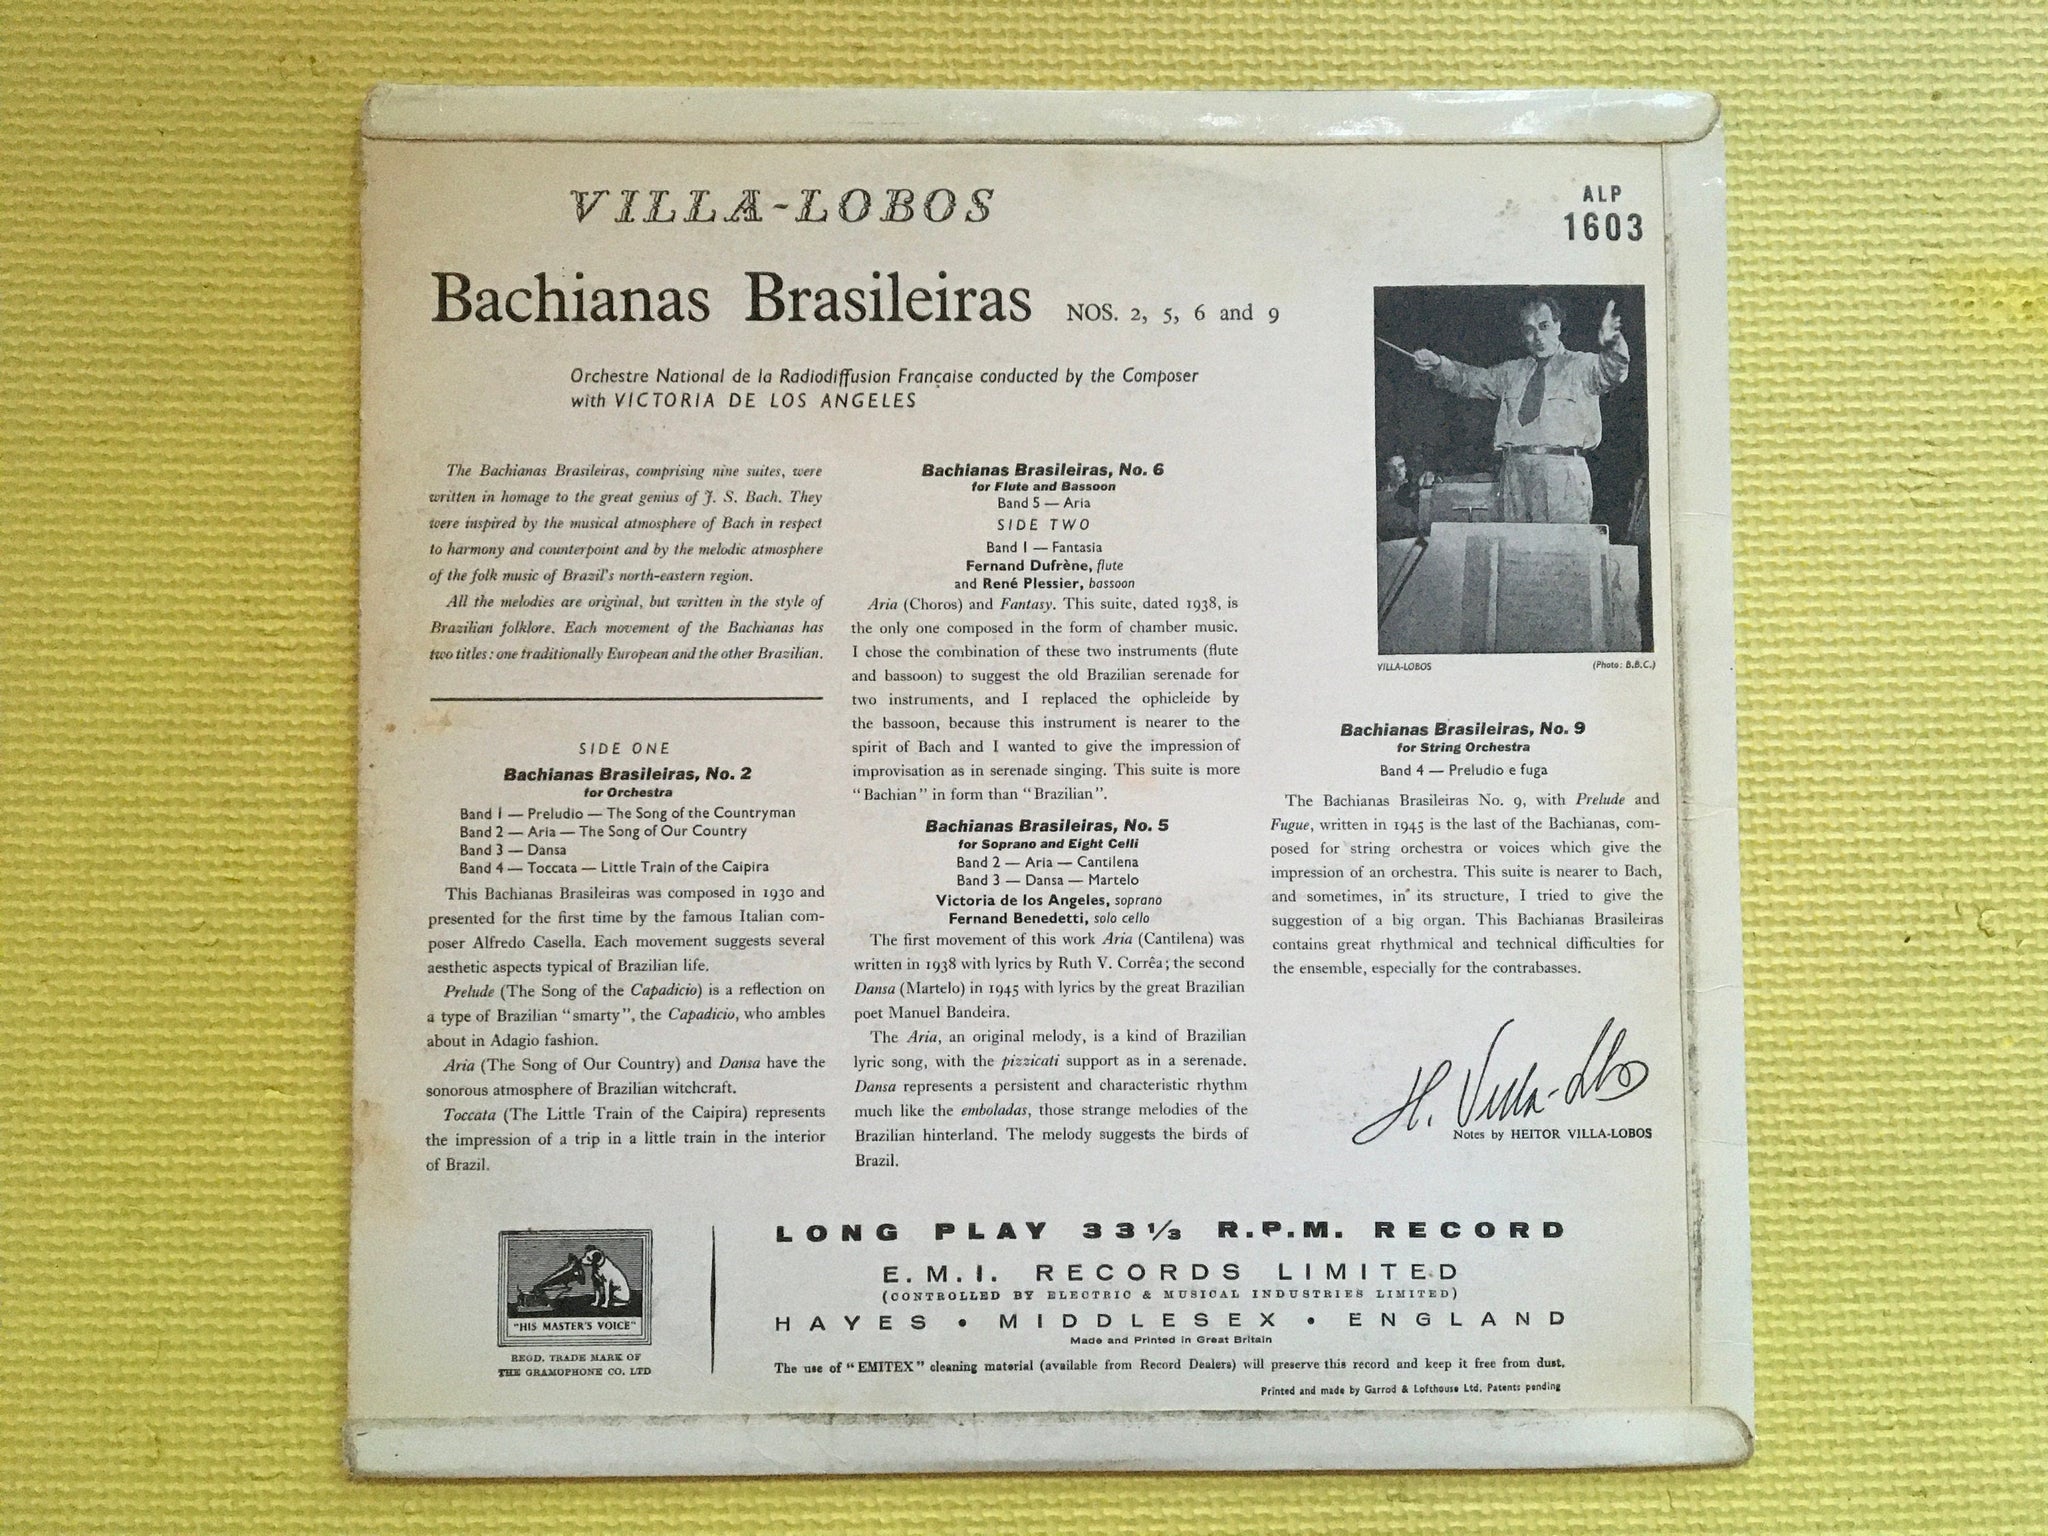 VILLA-LOBOS
ALP
1603
Bachianas Brasileiras NOS. 2, 5, 6 and 9
Orchestre National de la Radiodiffusion Française conducted by the Composer
with VICTORIA DE LOS ANGELES
The Bachianas Brasileiras, comprising nine suites, were
written in homage to the great genius of J. S. Bach. They
were inspired by the musical atmosphere of Bach in respect
to harmony and counterpoint and by the melodic atmosphere
of the folk music of Brazil's north-eastern region.
All the melodies are original, but written in the style of
Brazilian folklore. Each movement of the Bachianas has
two titles: one traditionally European and the other Brazilian.
SIDE ONE
Bachianas Brasileiras, No. 2
for Orchestra
Band 1 — Preludio — The Song of the Countryman
Band 2 — Aria — The Song of Our Country
Band 3 — Dansa
Band 4 — Toccata — Little Train of the Caipira
This Bachianas Brasileiras was composed in 1930 and
presented for the first time by the famous Italian com-
poser Alfredo Casella. Each movement suggests several
aesthetic aspects typical of Brazilian life.
Prelude (The Song of the Capadicio) is a reflection on
a type of Brazilian "smarty", the Capadicio, who ambles
about in Adagio fashion.
Aria (The Song of Our Country) and Dansa have the
sonorous atmosphere of Brazilian witchcraft.
Toccata (The Little Train of the Caipira) represents
the impression of a trip in a little train in the interior
of Brazil.
Bachianas Brasileiras, No. 6
for Flute and Bassoon
Band 5 — Aria
SIDE TWO
Band 1 — Fantasia
Fernand Dufrène, flute
and René Plessier, bassoon
Aria (Choros) and Fantasy. This suite, dated 1938, is
the only one composed in the form of chamber music.
I chose the combination of these two instruments (flute
and bassoon) to suggest the old Brazilian serenade for
two instruments, and I replaced the ophicleide by
the bassoon, because this instrument is nearer to the
spirit of Bach and I wanted to give the impression of
improvisation as in serenade singing. This suite is more
"Bachian" in form than "Brazilian".
Bachianas Brasileiras, No. 5
for Soprano and Eight Celli
Band 2 — Aria — Cantilena
Band 3 — Dansa — Martelo
Victoria de los Angeles, soprano
Fernand Benedetti, solo cello
The first movement of this work Aria (Cantilena) was
written in 1938 with lyrics by Ruth V. Corrêa; the second
Dansa (Martelo) in 1945 with lyrics by the great Brazilian
poet Manuel Bandeira.
The Aria, an original melody, is a kind of Brazilian
lyric song, with the pizzicati support as in a serenade.
Dansa represents a persistent and characteristic rhythm
much like the emboladas, those strange melodies of the
Brazilian hinterland. The melody suggests the birds of
Brazil.
VILLA-LOBOS (Photo: B.B.C.)
Bachianas Brasileiras, No. 9
for String Orchestra
Band 4 — Preludio e fuga
The Bachianas Brasileiras No. 9, with Prelude and
Fugue, written in 1945 is the last of the Bachianas, com-
posed for string orchestra or voices which give the
impression of an orchestra. This suite is nearer to Bach,
and sometimes, in its structure, I tried to give the
suggestion of a big organ. This Bachianas Brasileiras
contains great rhythmical and technical difficulties for
the ensemble, especially for the contrabasses.
H. Villa-Lobos
Notes by HEITOR VILLA-LOBOS
"HIS MASTER'S VOICE"
REGD. TRADE MARK OF
THE GRAMOPHONE CO. LTD
LONG PLAY 33⅓ R.P.M. RECORD
E.M.I. RECORDS LIMITED
(CONTROLLED BY ELECTRIC & MUSICAL INDUSTRIES LIMITED)
HAYES • MIDDLESEX • ENGLAND
Made and Printed in Great Britain
The use of "EMITEX" cleaning material (available from Record Dealers) will preserve this record and keep it free from dust.
Printed and made by Garrod & Lofthouse Ltd. Patents pending